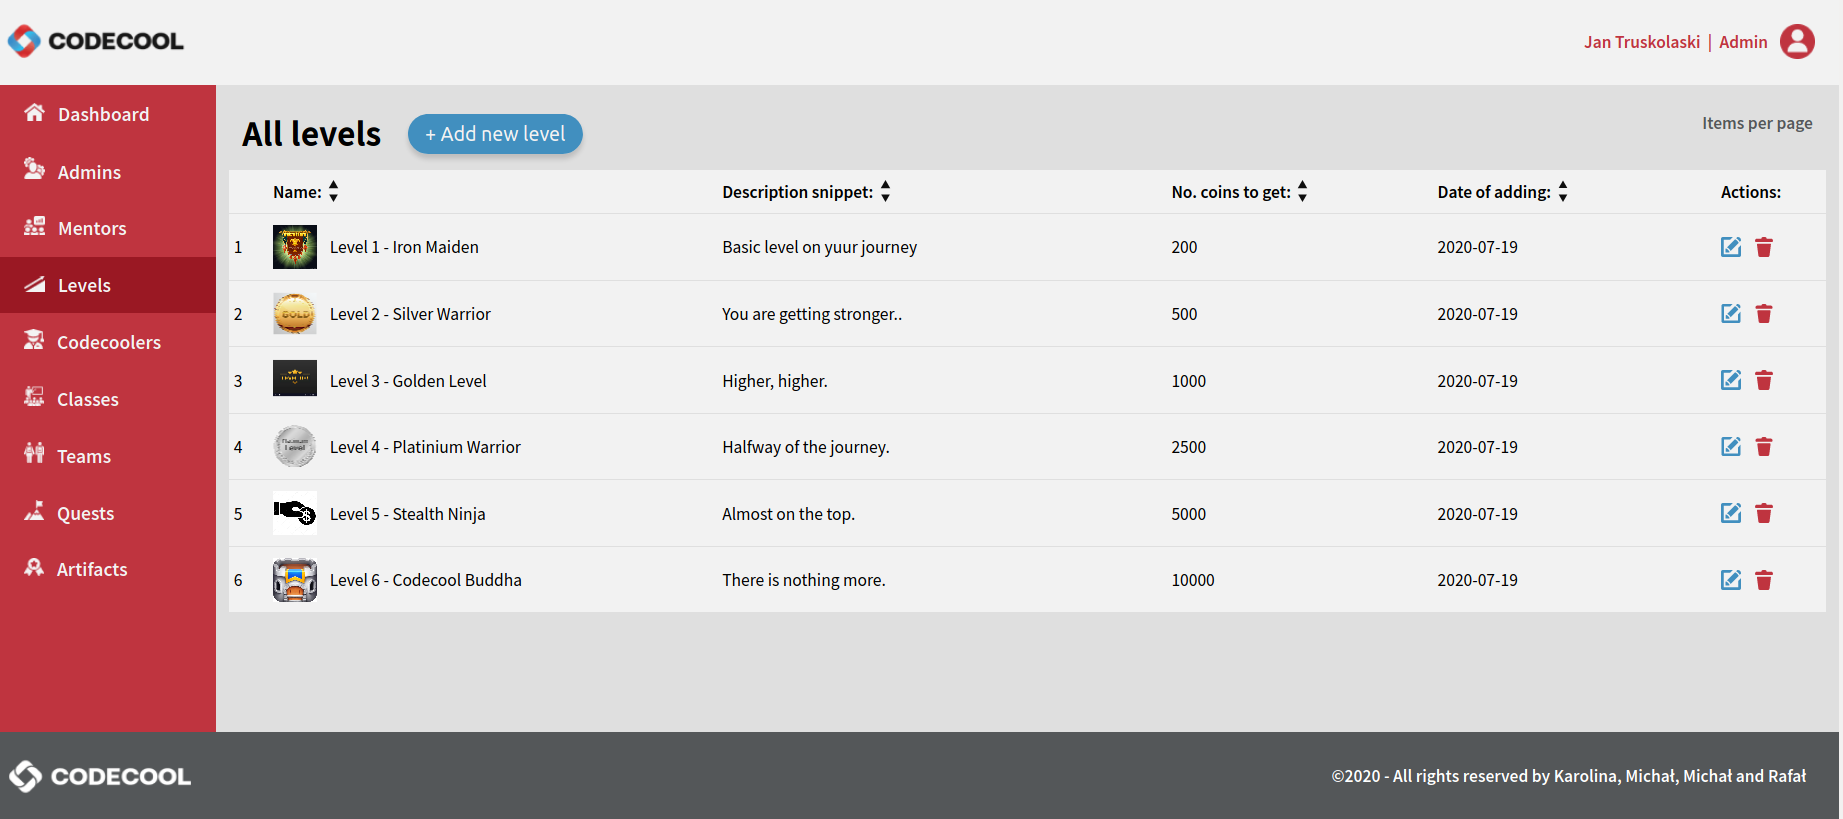 CODECOOL
Jan Truskolaski | Admin
Dashboard
Admins
Mentors
Levels
Codecoolers
Classes
Teams
Quests
Artifacts
All levels + Add new level
Items per page
Name: Description snippet: No. coins to get: Date of adding: Actions:
1 Level 1 - Iron Maiden Basic level on yuur journey 200 2020-07-19
2 GOLD Level 2 - Silver Warrior You are getting stronger.. 500 2020-07-19
3 Level 3 - Golden Level Higher, higher. 1000 2020-07-19
4 Level 4 - Platinium Warrior Halfway of the journey. 2500 2020-07-19
5 Level 5 - Stealth Ninja Almost on the top. 5000 2020-07-19
6 Level 6 - Codecool Buddha There is nothing more. 10000 2020-07-19
CODECOOL
©2020 - All rights reserved by Karolina, Michał, Michał and Rafał